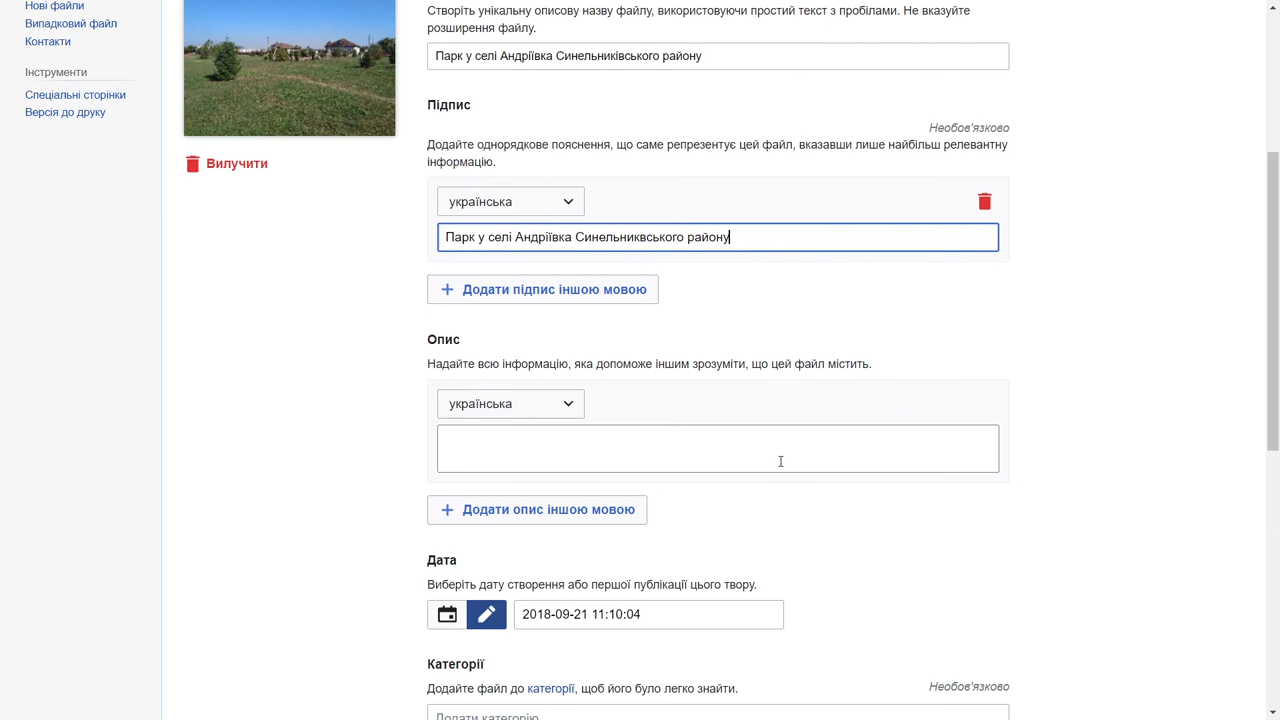 Нові файли
Випадковий файл
Контакти
Інструменти
Спеціальні сторінки
Версія до друку
Вилучити
Створіть унікальну описову назву файлу, використовуючи простий текст з пробілами. Не вказуйте
розширення файлу.
Парк у селі Андріївка Синельниківського району
Підпис
Необов'язково
Додайте однорядкове пояснення, що саме репрезентує цей файл, вказавши лише найбільш релевантну
інформацію.
українська
Парк у селі Андріївка Синельниквського району
Додати підпис іншою мовою
Опис
Надайте всю інформацію, яка допоможе іншим зрозуміти, що цей файл містить.
українська
Додати опис іншою мовою
Дата
Виберіть дату створення або першої публікації цього твору.
2018-09-21 11:10:04
Категорії
Необов'язково
Додайте файл до категорії, щоб його було легко знайти.
Додати категорію